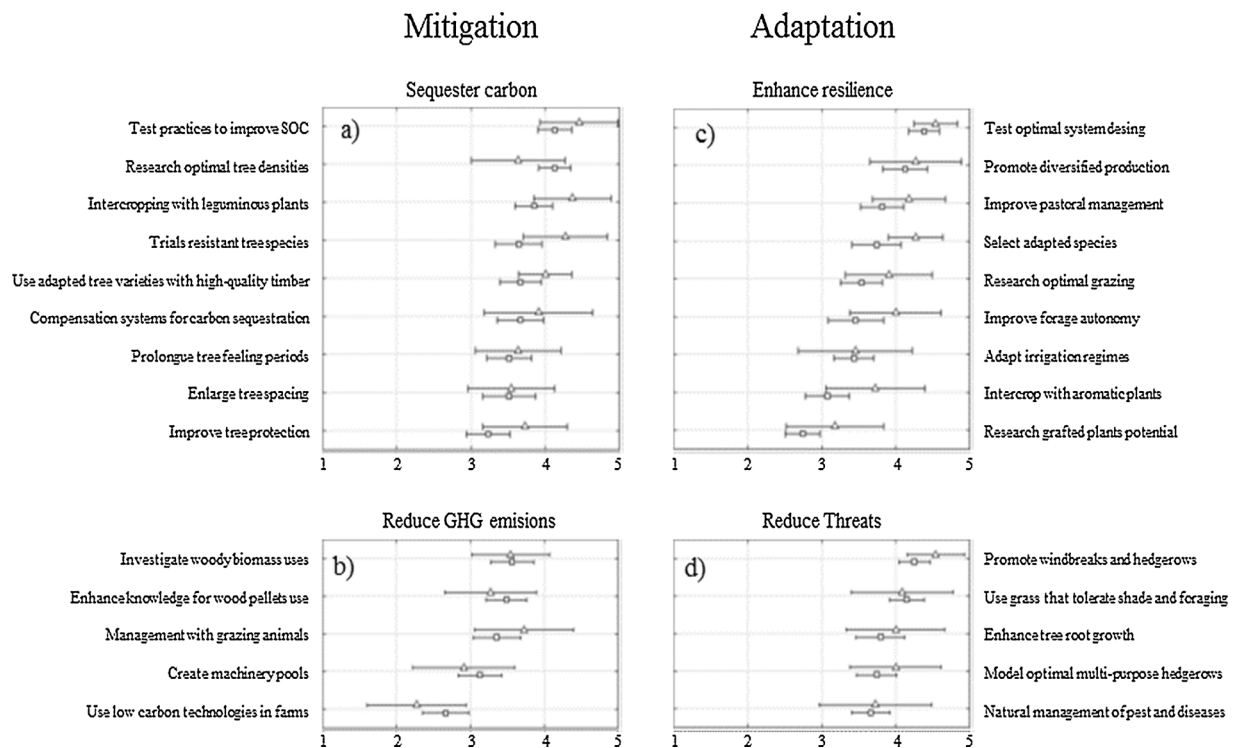 Mitigation
Adaptation
Sequester carbon
Enhance resilience
a)
c)
Test practices to improve SOC
Research optimal tree densities
Intercropping with leguminous plants
Trials resistant tree species
Use adapted tree varieties with high-quality timber
Compensation systems for carbon sequestration
Prolongue tree feeling periods
Enlarge tree spacing
Improve tree protection
Test optimal system desing
Promote diversified production
Improve pastoral management
Select adapted species
Research optimal grazing
Improve forage autonomy
Adapt irrigation regimes
Intercrop with aromatic plants
Research grafted plants potential
1 2 3 4 5
1 2 3 4 5
Reduce GHG emisions
Reduce Threats
b)
d)
Investigate woody biomass uses
Enhance knowledge for wood pellets use
Management with grazing animals
Create machinery pools
Use low carbon technologies in farms
Promote windbreaks and hedgerows
Use grass that tolerate shade and foraging
Enhance tree root growth
Model optimal multi-purpose hedgerows
Natural management of pest and diseases
1 2 3 4 5
1 2 3 4 5